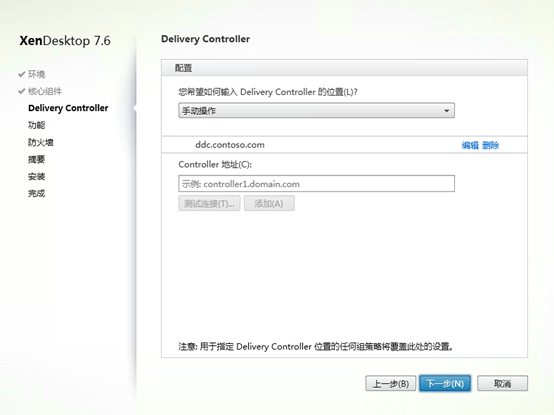 XenDesktop 7.6
环境
核心组件
Delivery Controller
功能
防火墙
摘要
安装
完成
Delivery Controller
配置
您希望如何输入 Delivery Controller 的位置(L)?
手动操作
ddc.contoso.com 编辑 删除
Controller 地址(C):
示例: controller1.domain.com
测试连接(T)... 添加(A)
注意: 用于指定 Delivery Controller 位置的任何组策略将覆盖此处的设置。
上一步(B) 下一步(N) 取消